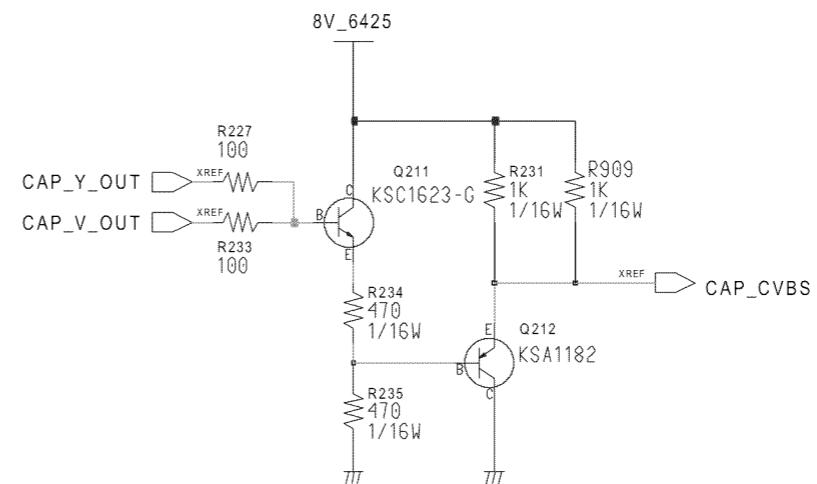 8V_6425
R227
100
CAP_Y_OUT
XREF
CAP_V_OUT
XREF
R233
100
C
B
E
Q211
KSC1623-G
R231
1K
1/16W
R909
1K
1/16W
XREF
CAP_CVBS
R234
470
1/16W
E
B
C
Q212
KSA1182
R235
470
1/16W